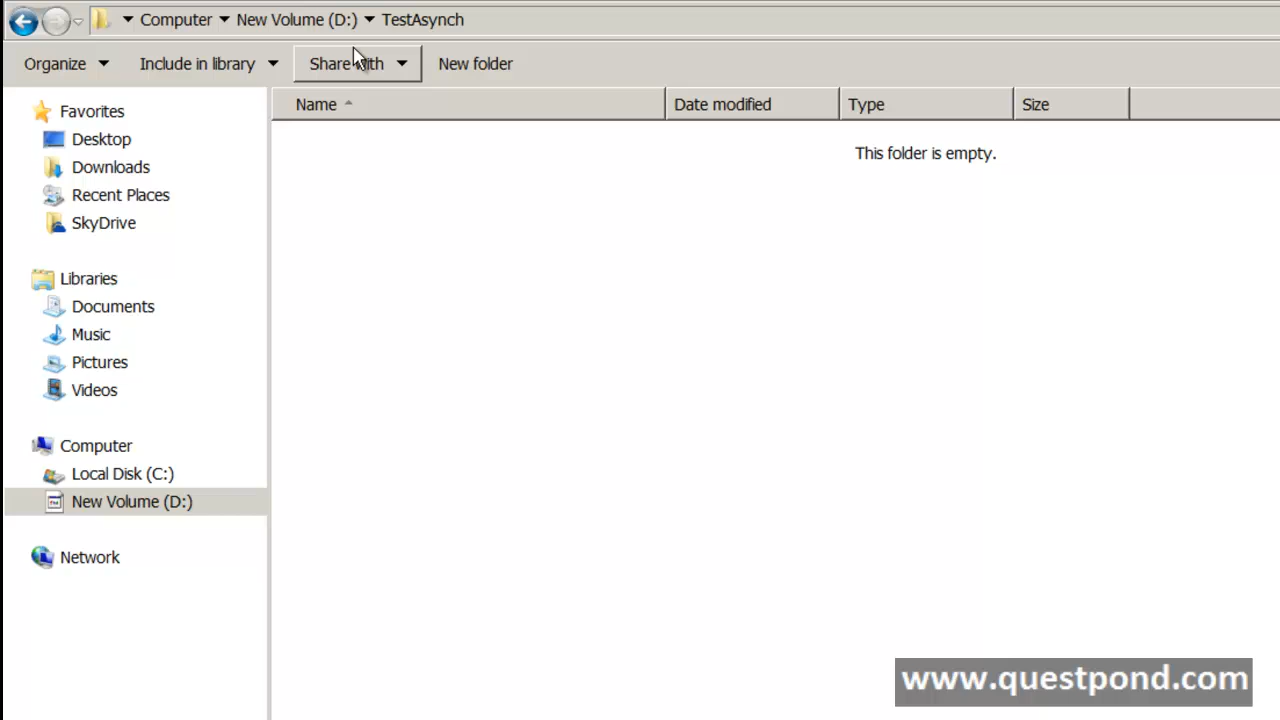 Computer New Volume (D:) TestAsynch
Organize Include in library Share with New folder
Name Date modified Type Size
This folder is empty.
Favorites
Desktop
Downloads
Recent Places
SkyDrive
Libraries
Documents
Music
Pictures
Videos
Computer
Local Disk (C:)
New Volume (D:)
Network
www.questpond.com